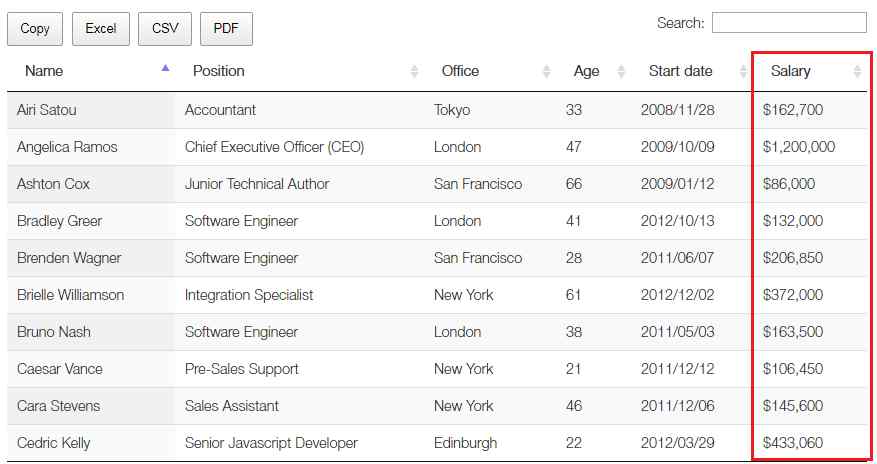 Copy Excel CSV PDF Search:
Name Position Office Age Start date Salary
Airi Satou Accountant Tokyo 33 2008/11/28 $162,700
Angelica Ramos Chief Executive Officer (CEO) London 47 2009/10/09 $1,200,000
Ashton Cox Junior Technical Author San Francisco 66 2009/01/12 $86,000
Bradley Greer Software Engineer London 41 2012/10/13 $132,000
Brenden Wagner Software Engineer San Francisco 28 2011/06/07 $206,850
Brielle Williamson Integration Specialist New York 61 2012/12/02 $372,000
Bruno Nash Software Engineer London 38 2011/05/03 $163,500
Caesar Vance Pre-Sales Support New York 21 2011/12/12 $106,450
Cara Stevens Sales Assistant New York 46 2011/12/06 $145,600
Cedric Kelly Senior Javascript Developer Edinburgh 22 2012/03/29 $433,060